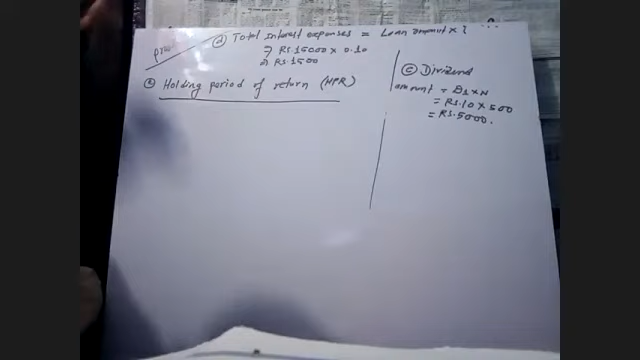 ⓓ Total interest expenses = Loan amount × i
⇒ Rs. 15000 × 0.10
⇒ Rs. 1500
Holding period of return (HPR)
ⓒ Dividend
amount = D1 × N
= Rs. 10 × 500
= Rs. 5000.